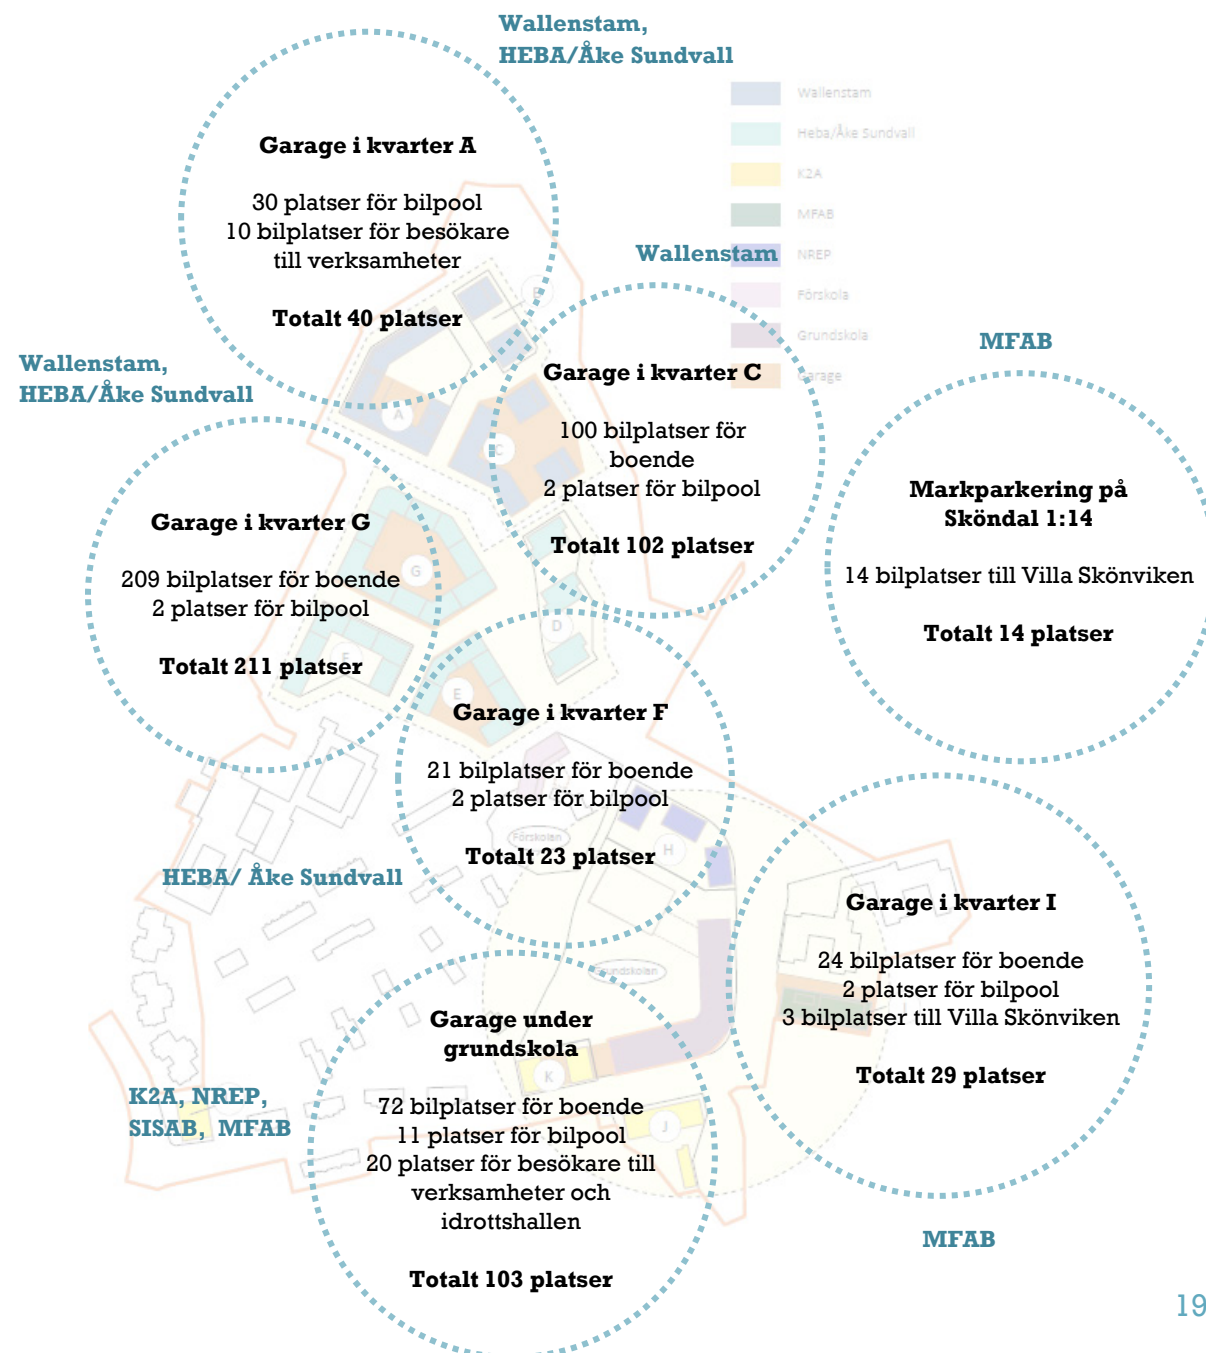 Wallenstam,
HEBA/Åke Sundvall
Wallenstam
Heba/Åke Sundvall
K2A
MFAB
NREP
Förskola
Grundskola
Garage
Garage i kvarter A
30 platser för bilpool
10 bilplatser för besökare
till verksamheter
Totalt 40 platser
Wallenstam
Garage i kvarter C
100 bilplatser för
boende
2 platser för bilpool
Totalt 102 platser
MFAB
Markparkering på
Sköndal 1:14
14 bilplatser till Villa Skönviken
Totalt 14 platser
Wallenstam,
HEBA/Åke Sundvall
Garage i kvarter G
209 bilplatser för boende
2 platser för bilpool
Totalt 211 platser
B
A
C
G
D
F
E
Garage i kvarter F
21 bilplatser för boende
2 platser för bilpool
Totalt 23 platser
HEBA/ Åke Sundvall
Förskolan
H
Grundskolan
Garage i kvarter I
24 bilplatser för boende
2 platser för bilpool
3 bilplatser till Villa Skönviken
Totalt 29 platser
MFAB
K2A, NREP,
SISAB, MFAB
Garage under
grundskola
K
J
72 bilplatser för boende
11 platser för bilpool
20 platser för besökare till
verksamheter och
idrottshallen
Totalt 103 platser
19